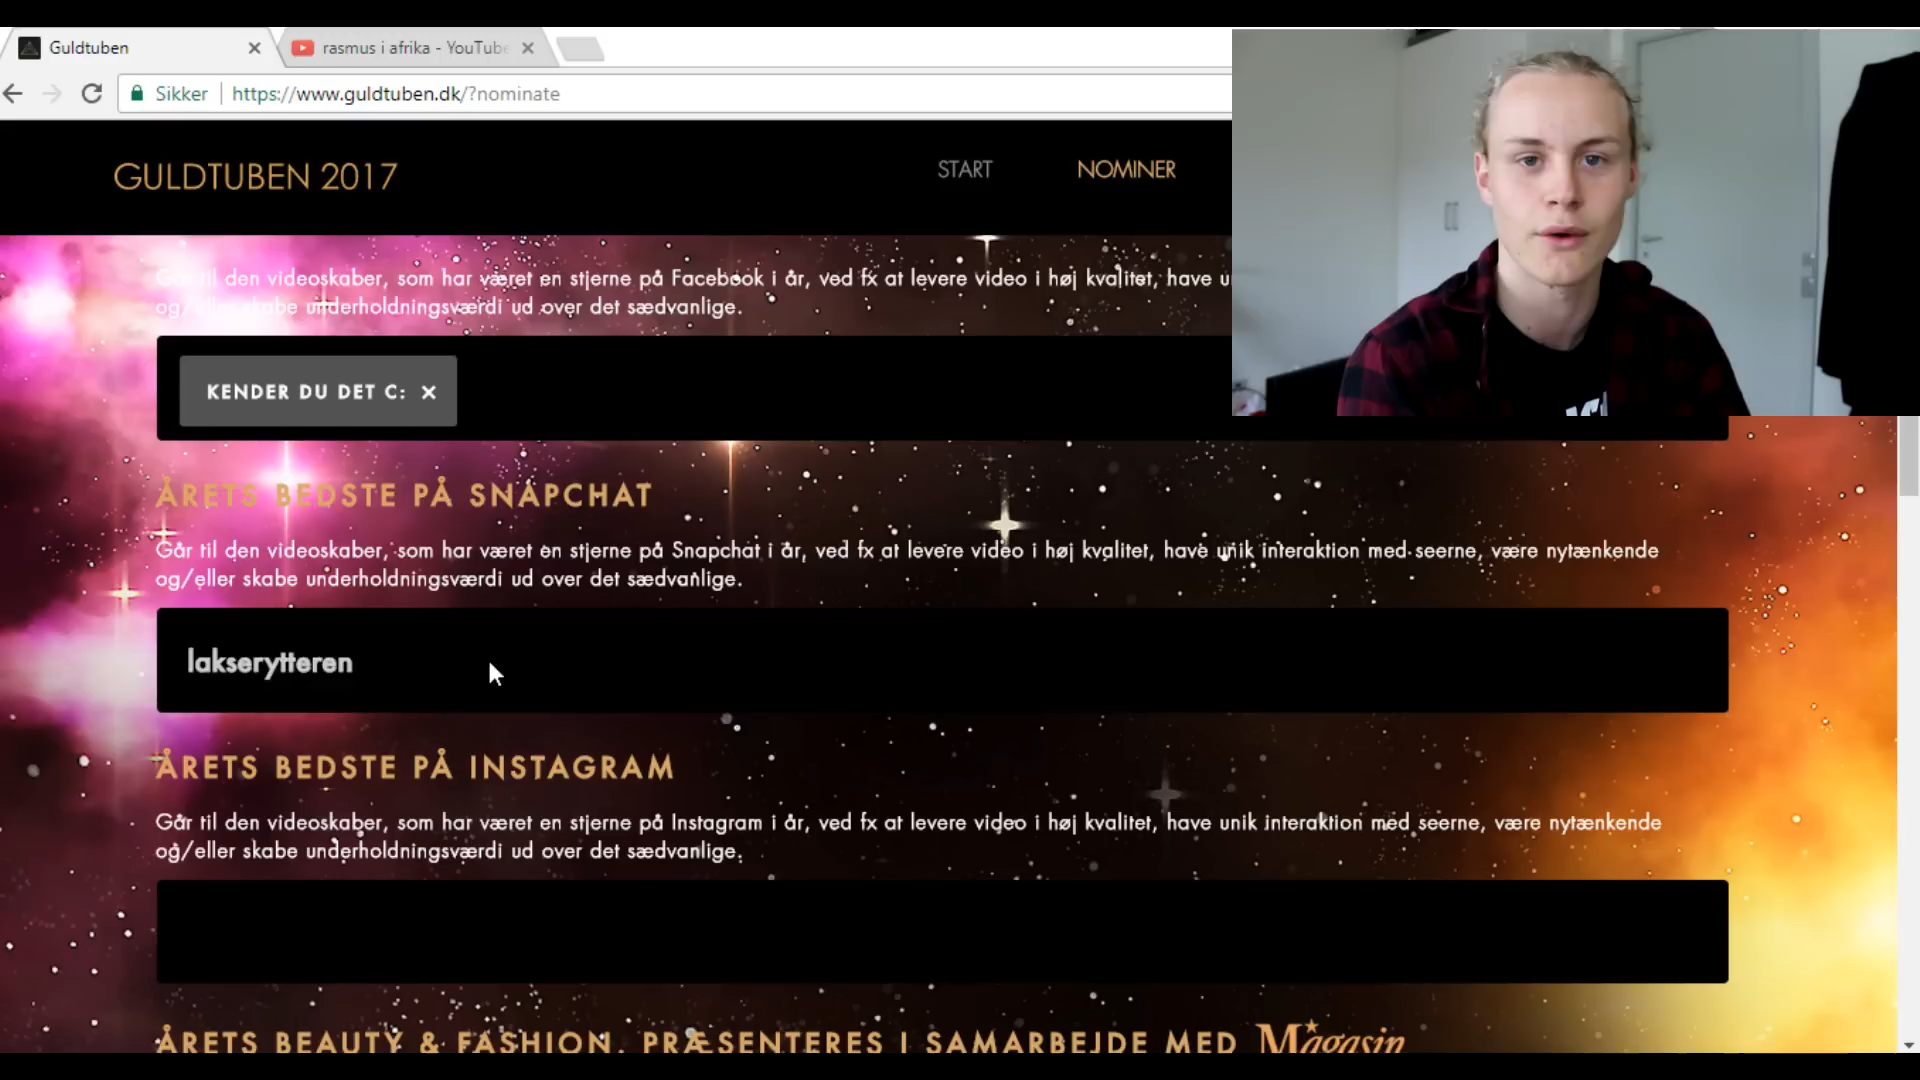 Guldtuben
rasmus i afrika - YouTube
Sikker
https://www.guldtuben.dk/?nominate
GULDTUBEN 2017
START
NOMINER
Går til den videoskaber, som har været en stjerne på Facebook i år, ved fx at levere video i høj kvalitet, have
og/eller skabe underholdningsværdi ud over det sædvanlige.
KENDER DU DET C: ×
ÅRETS BEDSTE PÅ SNAPCHAT
Går til den videoskaber, som har været en stjerne på Snapchat i år, ved fx at levere video i høj kvalitet, have unik interaktion med seerne, være nytænkende
og/eller skabe underholdningsværdi ud over det sædvanlige.
lakserytteren
ÅRETS BEDSTE PÅ INSTAGRAM
Går til den videoskaber, som har været en stjerne på Instagram i år, ved fx at levere video i høj kvalitet, have unik interaktion med seerne, være nytænkende
og/eller skabe underholdningsværdi ud over det sædvanlige.
ÅRETS BEAUTY & FASHION, PRÆSENTERES I SAMARBEJDE MED Magasin